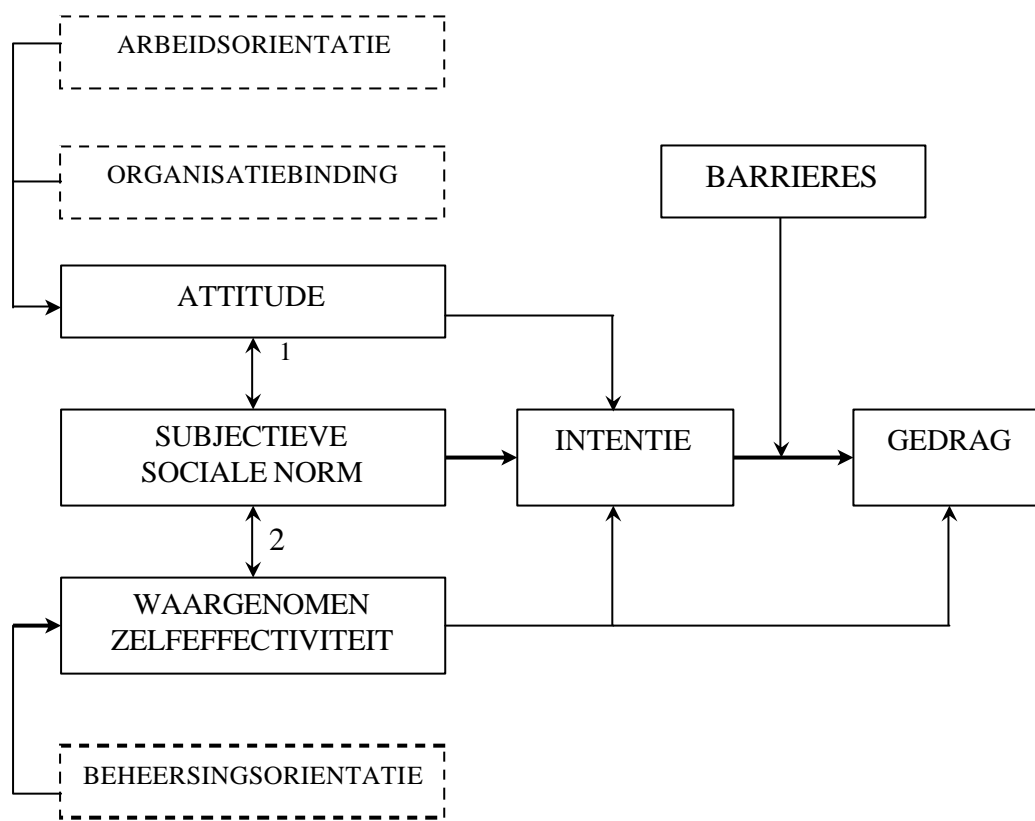 ARBEIDSORIENTATIE
ORGANISATIEBINDING
BARRIERES
ATTITUDE
1
SUBJECTIEVE
SOCIALE NORM
INTENTIE
GEDRAG
2
WAARGENOMEN
ZELFEFFECTIVITEIT
BEHEERSINGSORIENTATIE